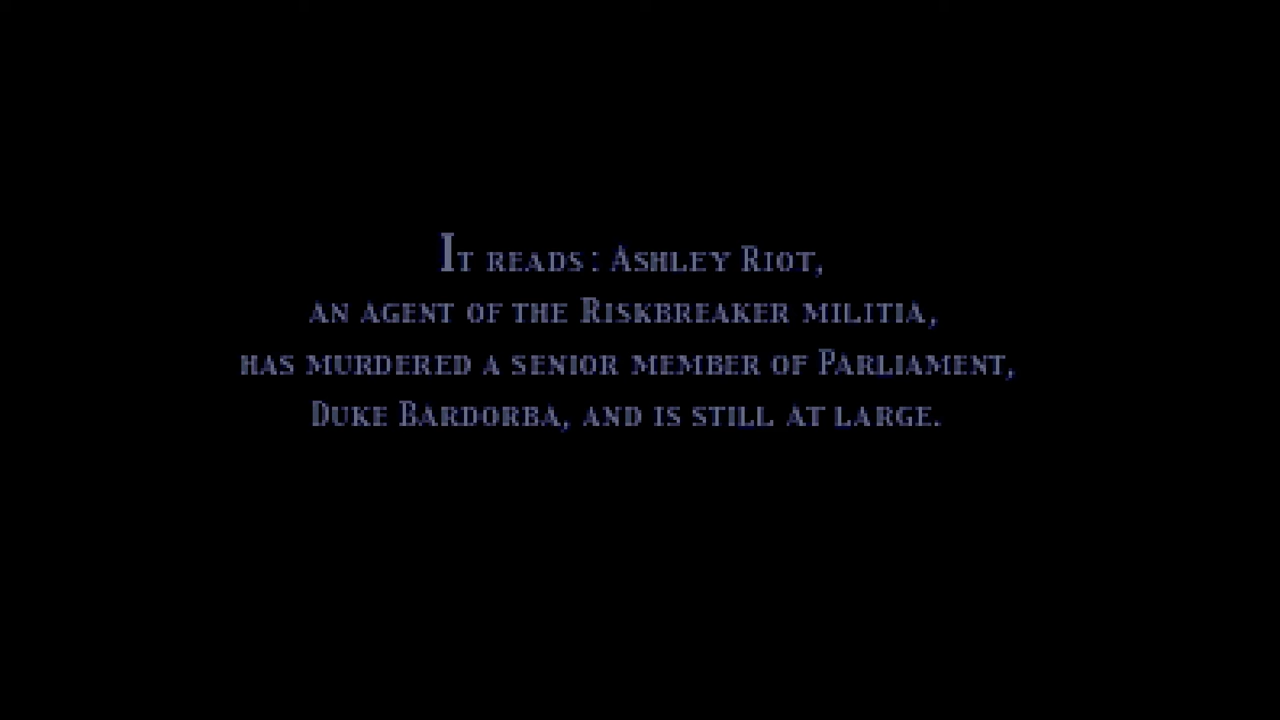 It reads: Ashley Riot,
an agent of the Riskbreaker militia,
has murdered a senior member of Parliament,
Duke Bardorba, and is still at large.